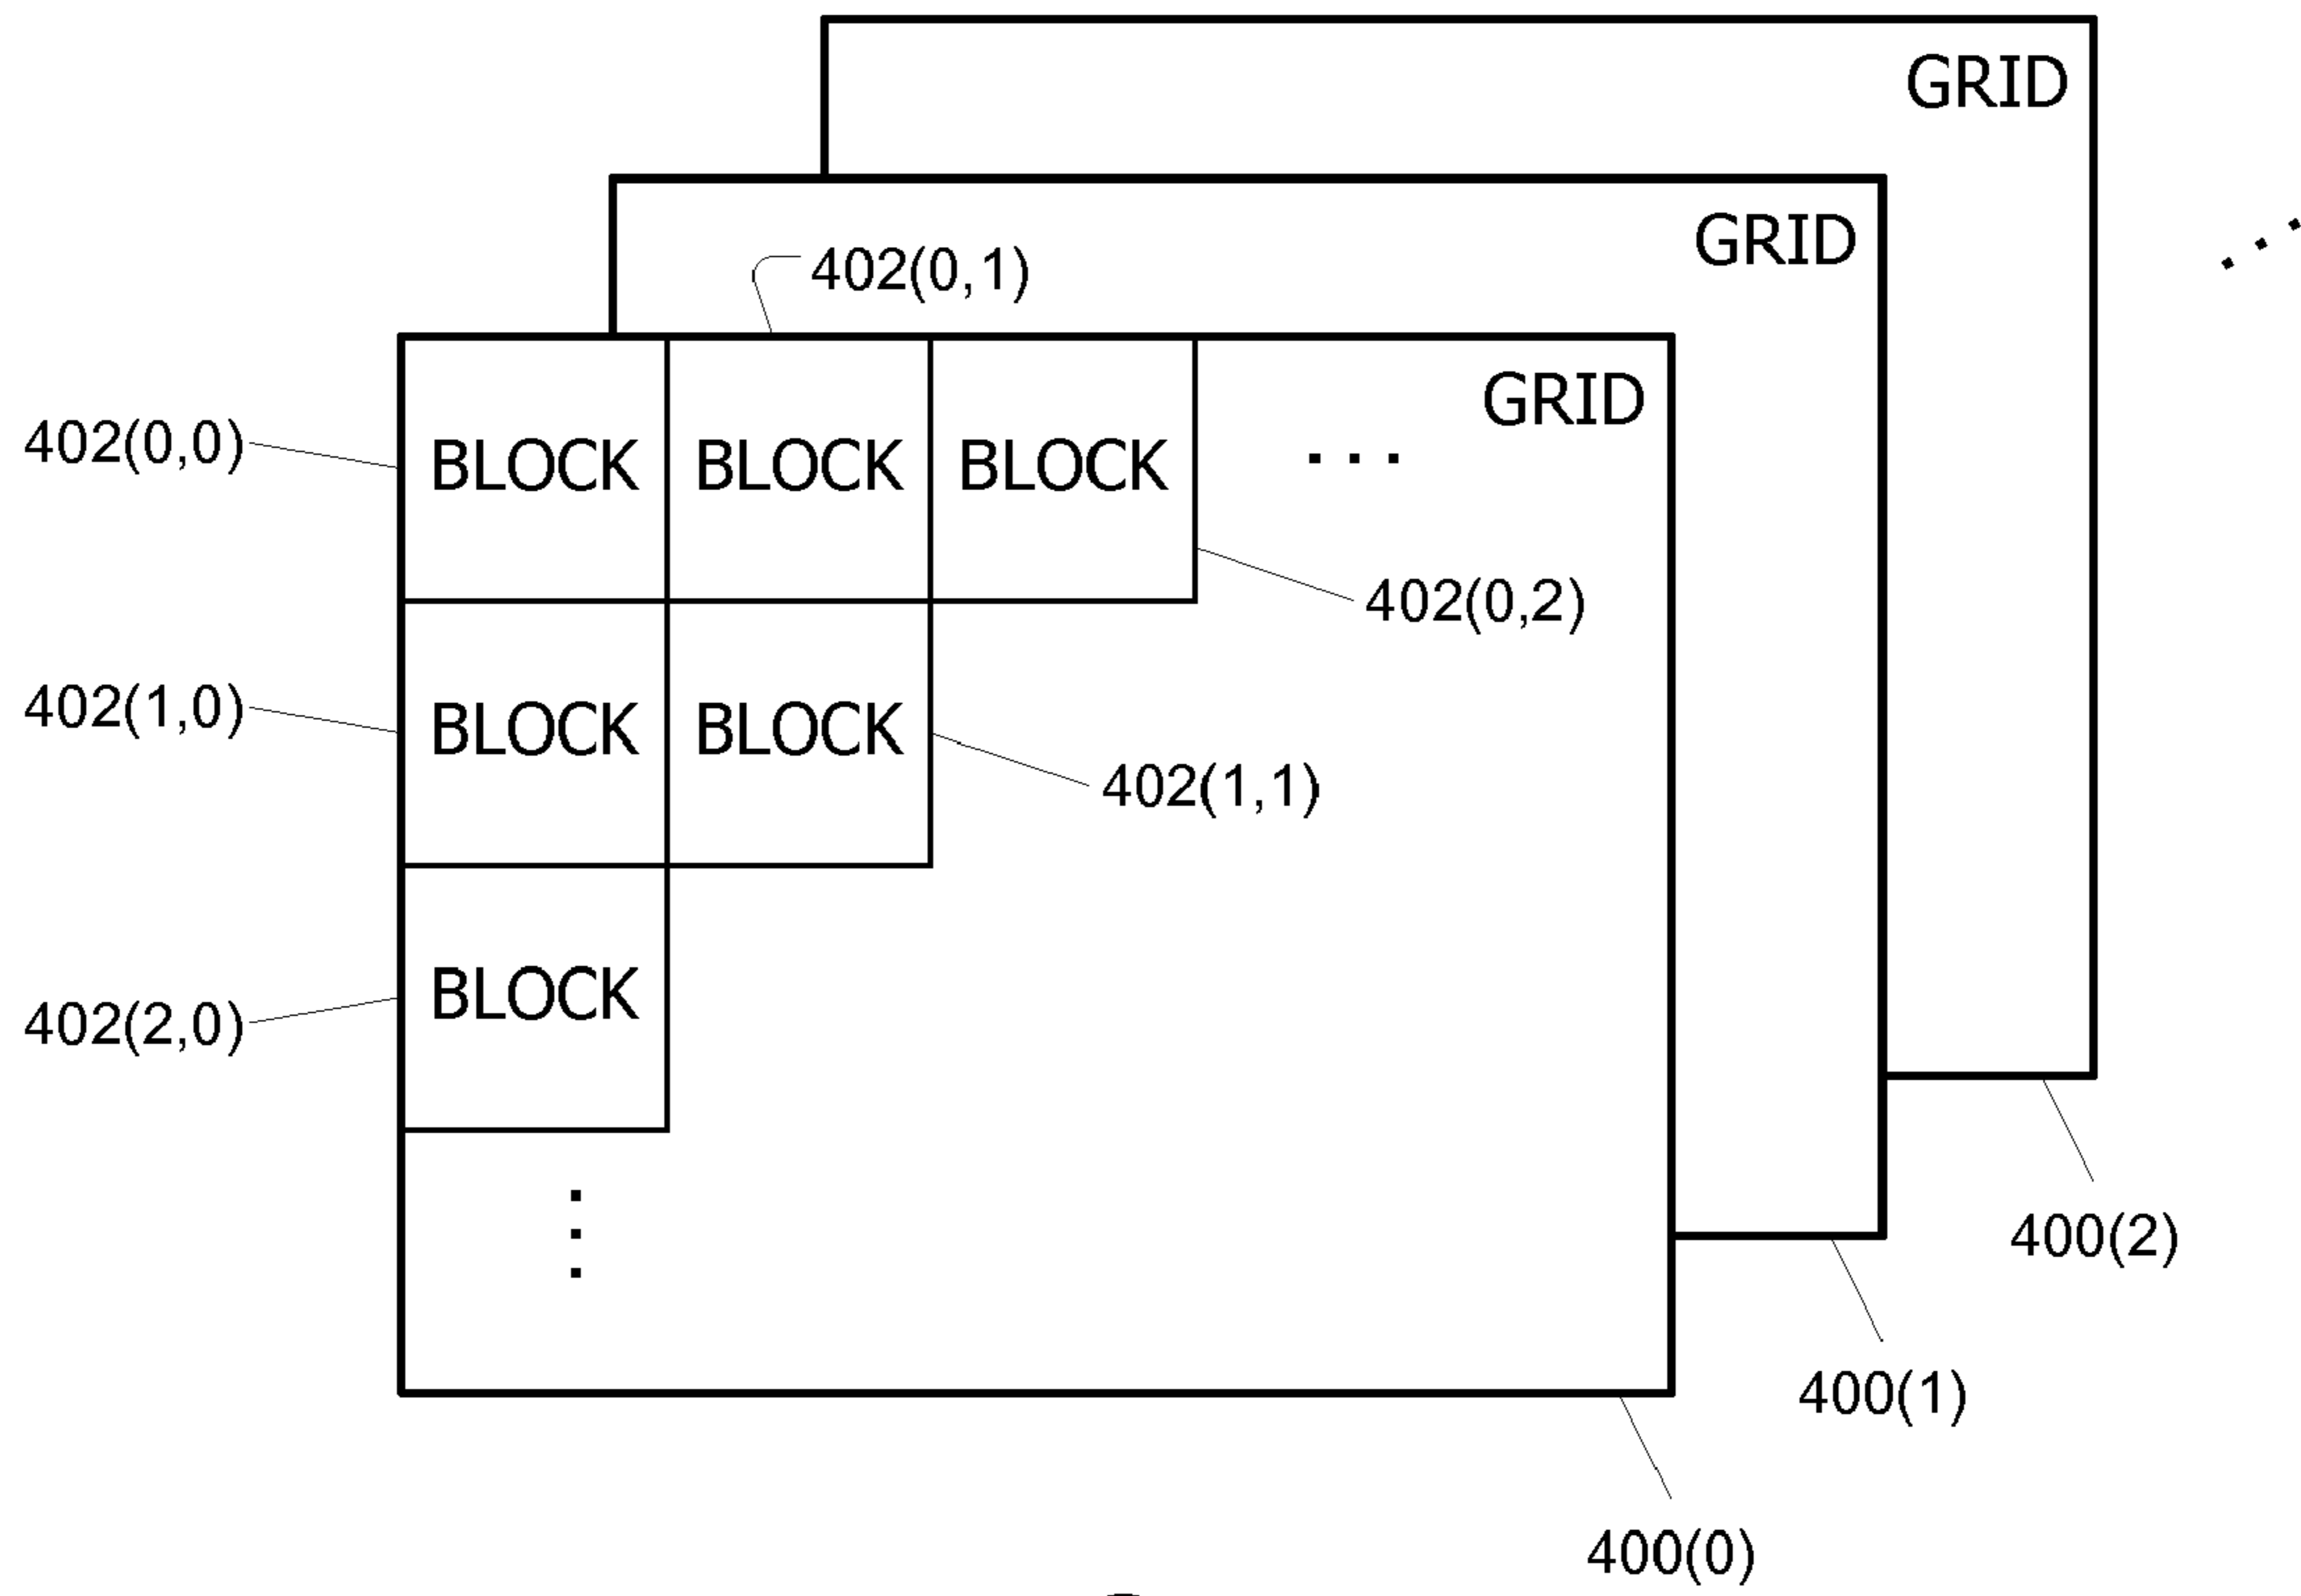 GRID
GRID
402(0,1)
GRID
402(0,0)
BLOCK BLOCK BLOCK ...
402(0,2)
402(1,0)
BLOCK BLOCK
402(1,1)
BLOCK
402(2,0)
400(2)
400(1)
400(0)